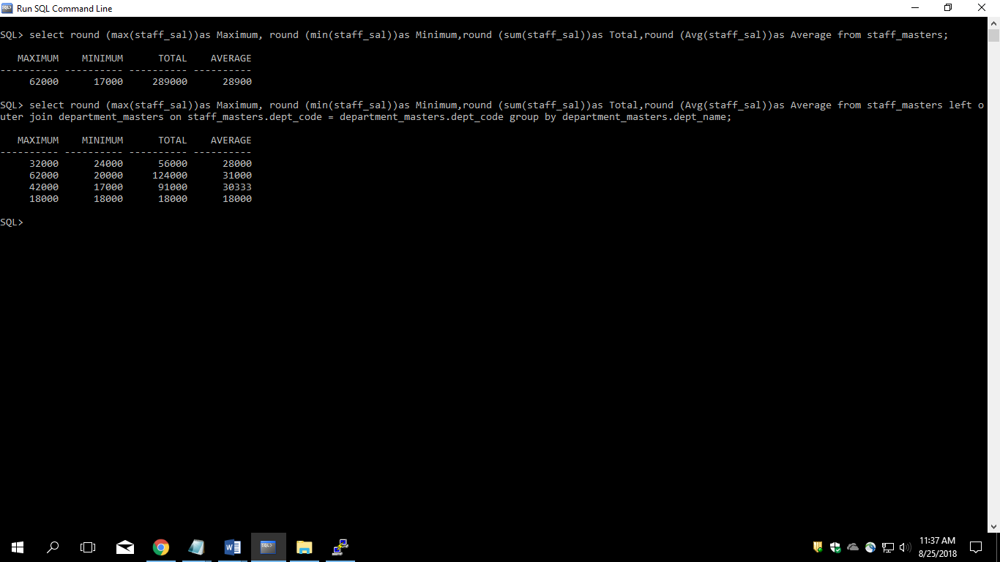 Run SQL Command Line
SQL> select round (max(staff_sal))as Maximum, round (min(staff_sal))as Minimum,round (sum(staff_sal))as Total,round (Avg(staff_sal))as Average from staff_masters;
MAXIMUM MINIMUM TOTAL AVERAGE
---------- ---------- ---------- ----------
62000 17000 289000 28900
SQL> select round (max(staff_sal))as Maximum, round (min(staff_sal))as Minimum,round (sum(staff_sal))as Total,round (Avg(staff_sal))as Average from staff_masters left o
uter join department_masters on staff_masters.dept_code = department_masters.dept_code group by department_masters.dept_name;
MAXIMUM MINIMUM TOTAL AVERAGE
---------- ---------- ---------- ----------
32000 24000 56000 28000
62000 20000 124000 31000
42000 17000 91000 30333
18000 18000 18000 18000
SQL>
11:37 AM
8/25/2018